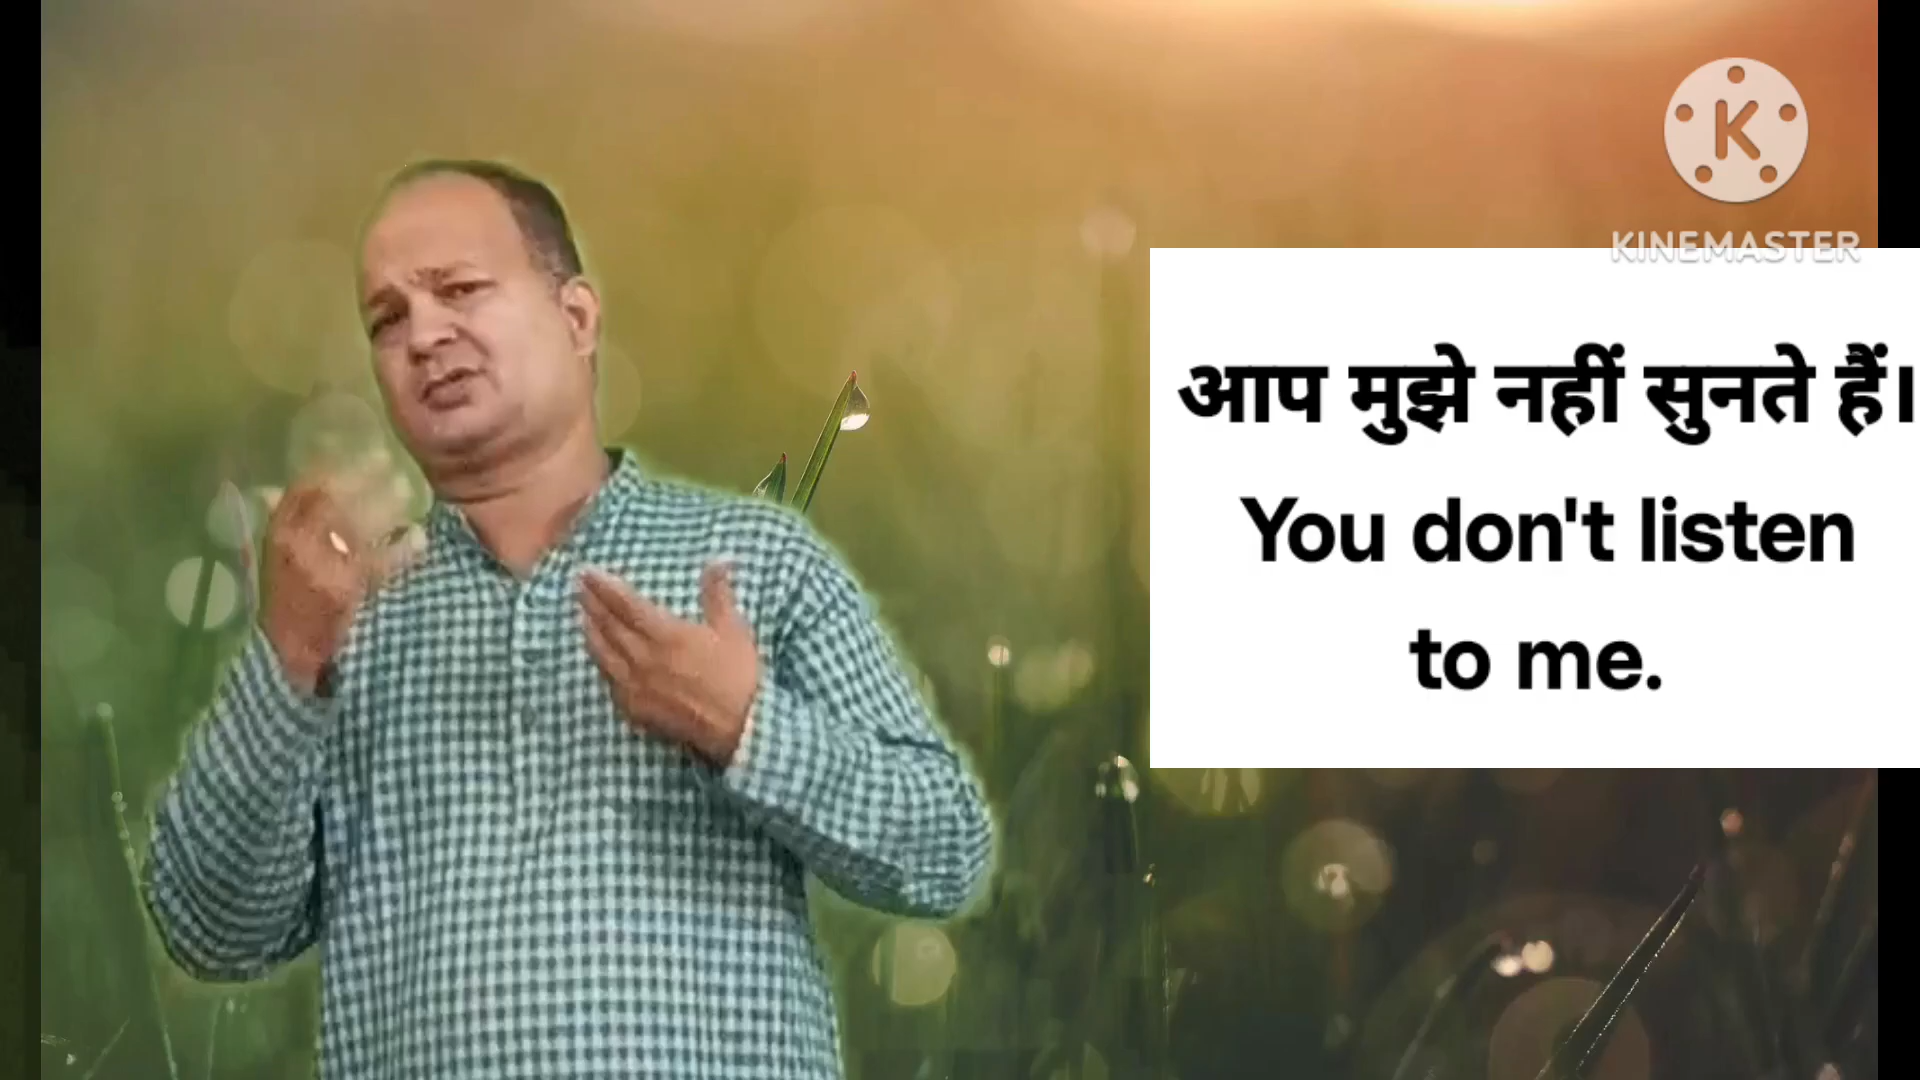 K
KINEMASTER
आप मुझे नहीं सुनते हैं।
You don't listen
to me.